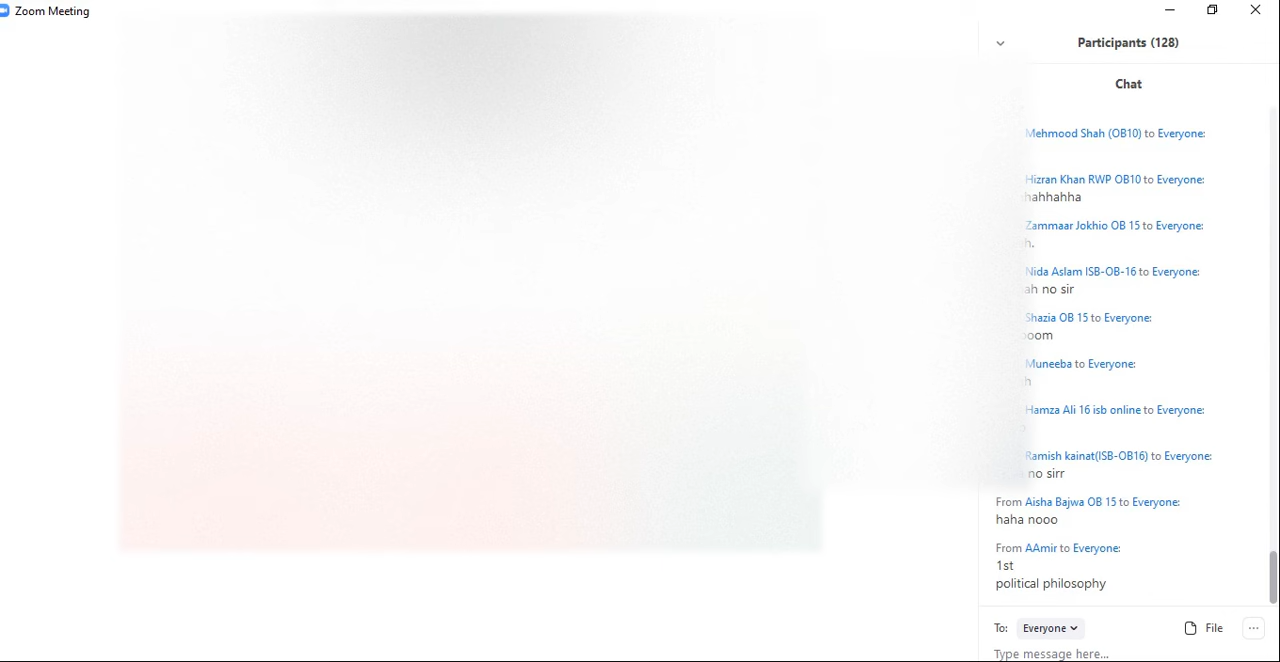 Zoom Meeting
Participants (128)
Chat
Mehmood Shah (OB10) to Everyone:
Hizran Khan RWP OB10 to Everyone:
hahhahha
Zammaar Jokhio OB 15 to Everyone:
h.
Nida Aslam ISB-OB-16 to Everyone:
ah no sir
Shazia OB 15 to Everyone:
oom
Muneeba to Everyone:
h
Hamza Ali 16 isb online to Everyone:
Ramish kainat(ISB-OB16) to Everyone:
no sirr
From Aisha Bajwa OB 15 to Everyone:
haha nooo
From AAmir to Everyone:
1st
political philosophy
To: Everyone File
Type message here...